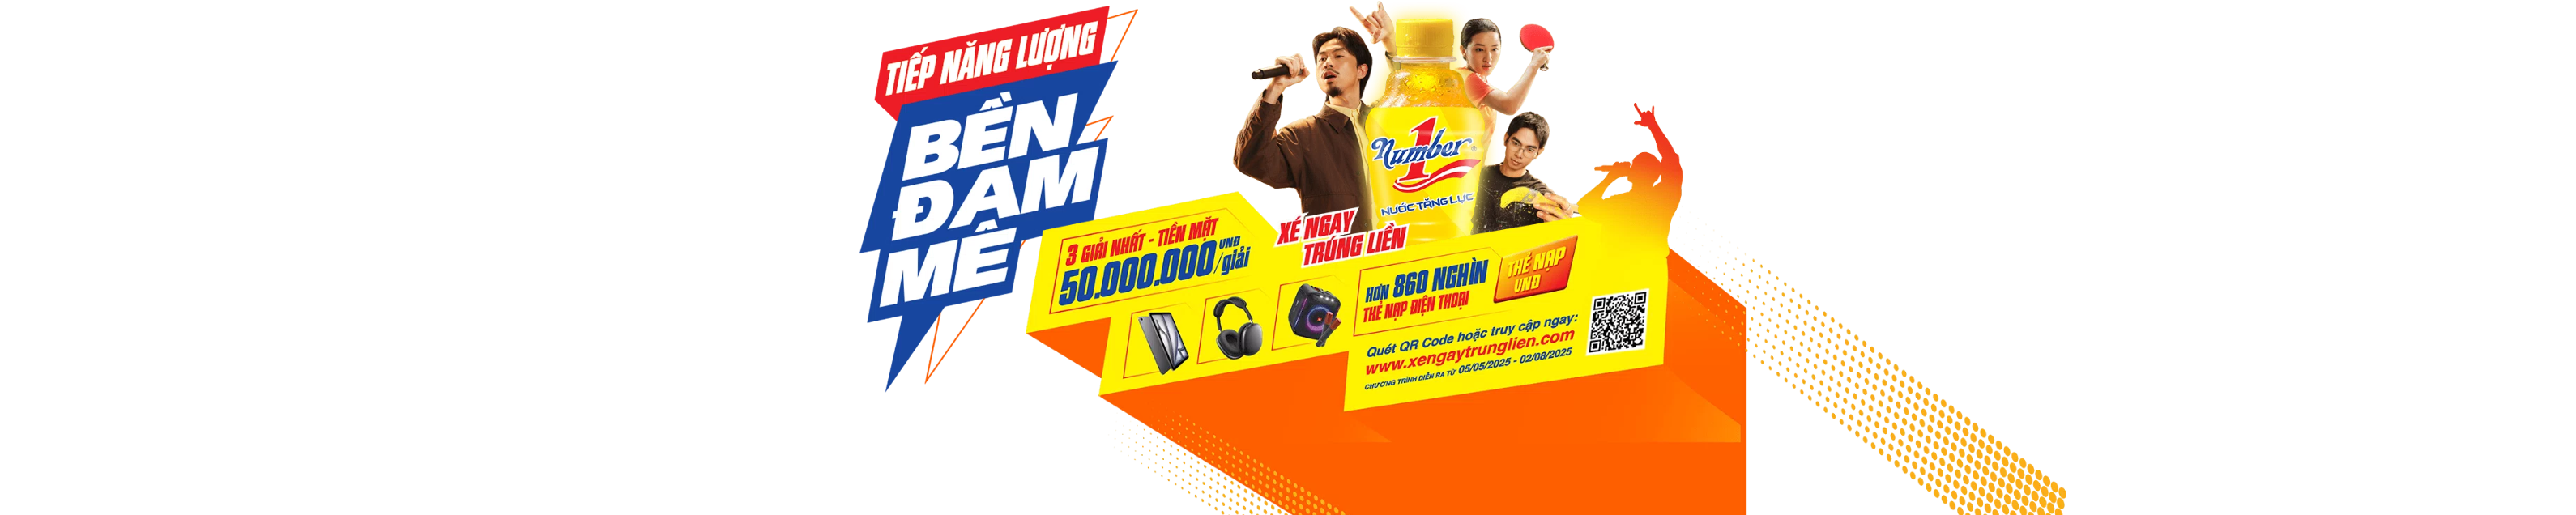 TIẾP NĂNG LƯỢNG
BỀN
ĐAM
MÊ
Number 1
NƯỚC TĂNG LỰC
XÉ NGAY
TRÚNG LIỀN
3 GIẢI NHẤT - TIỀN MẶT
50.000.000 VNĐ/giải
HƠN 860 NGHÌN
THẺ NẠP ĐIỆN THOẠI
THẺ NẠP
VNĐ
Quét QR Code hoặc truy cập ngay:
www.xengaytrunglien.com
CHƯƠNG TRÌNH DIỄN RA TỪ 05/05/2025 - 02/08/2025